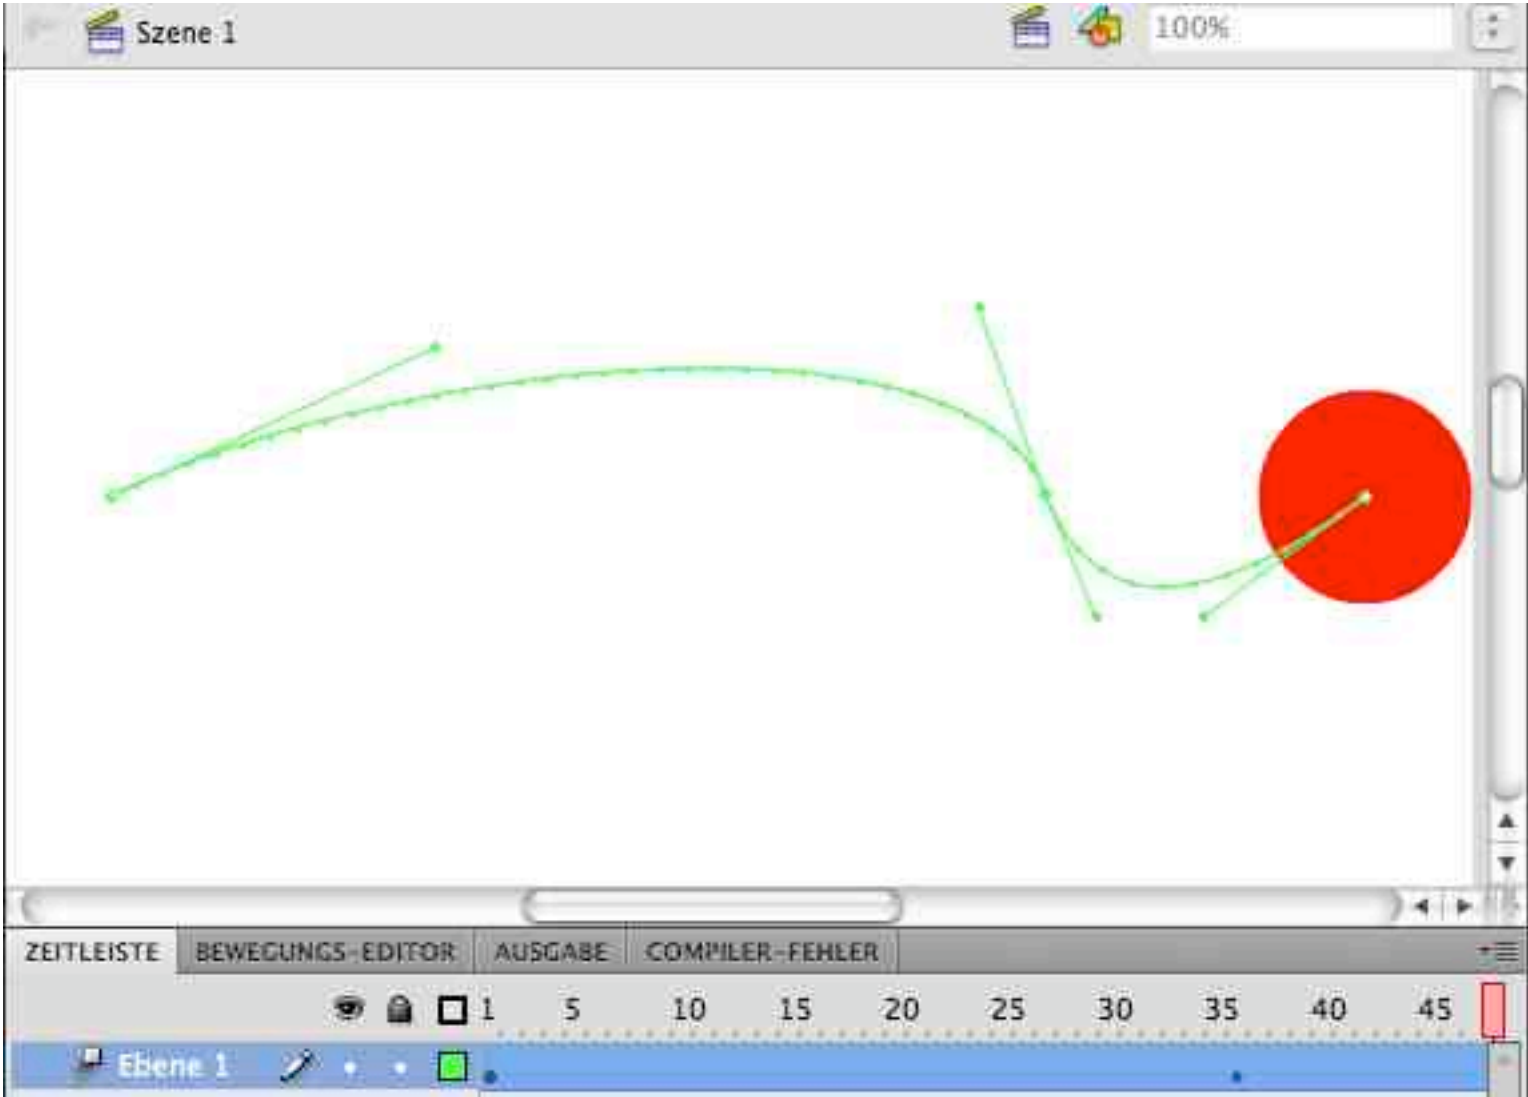 Szene 1 100%
ZEITLEISTE BEWEGUNGS-EDITOR AUSGABE COMPILER-FEHLER
1 5 10 15 20 25 30 35 40 45
Ebene 1